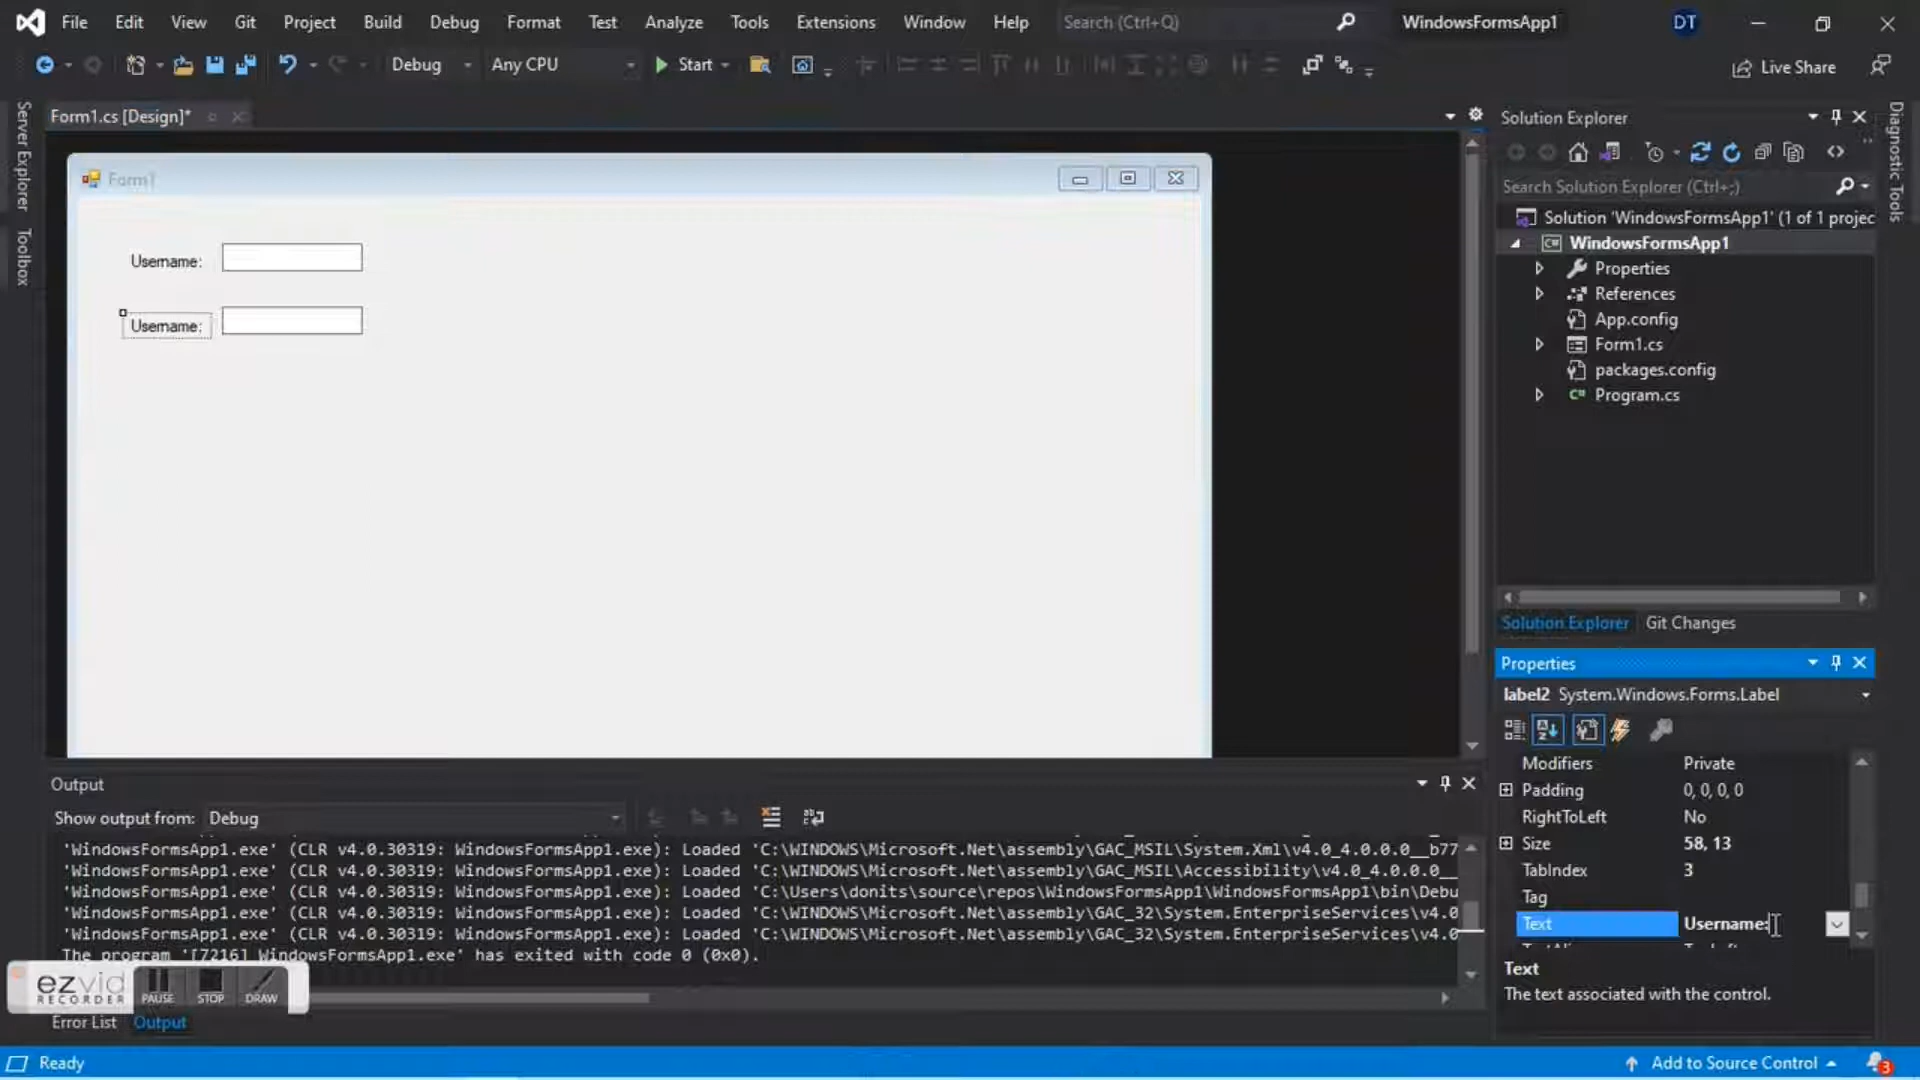 File Edit View Git Project Build Debug Format Test Analyze Tools Extensions Window Help Search (Ctrl+Q) WindowsFormsApp1 DT
Debug Any CPU Start Live Share
Server Explorer
Toolbox
Form1.cs [Design]*
Form1
Username:
Username:
Solution Explorer
Search Solution Explorer (Ctrl+;)
Solution 'WindowsFormsApp1' (1 of 1 projec
WindowsFormsApp1
Properties
References
App.config
Form1.cs
packages.config
Program.cs
Solution Explorer Git Changes
Diagnostic Tools
Properties
label2 System.Windows.Forms.Label
Modifiers Private
Padding 0, 0, 0, 0
RightToLeft No
Size 58, 13
TabIndex 3
Tag
Text Username:
Text
The text associated with the control.
Output
Show output from: Debug
'WindowsFormsApp1.exe' (CLR v4.0.30319: WindowsFormsApp1.exe): Loaded 'C:\WINDOWS\Microsoft.Net\assembly\GAC_MSIL\System.Xml\v4.0_4.0.0.0__b77
'WindowsFormsApp1.exe' (CLR v4.0.30319: WindowsFormsApp1.exe): Loaded 'C:\WINDOWS\Microsoft.Net\assembly\GAC_MSIL\Accessibility\v4.0_4.0.0.0__
'WindowsFormsApp1.exe' (CLR v4.0.30319: WindowsFormsApp1.exe): Loaded 'C:\Users\donits\source\repos\WindowsFormsApp1\WindowsFormsApp1\bin\Debu
'WindowsFormsApp1.exe' (CLR v4.0.30319: WindowsFormsApp1.exe): Loaded 'C:\WINDOWS\Microsoft.Net\assembly\GAC_32\System.EnterpriseServices\v4.0
'WindowsFormsApp1.exe' (CLR v4.0.30319: WindowsFormsApp1.exe): Loaded 'C:\WINDOWS\Microsoft.Net\assembly\GAC_32\System.EnterpriseServices\v4.0
The program '[7216] WindowsFormsApp1.exe' has exited with code 0 (0x0).
ezvid
RECORDER PAUSE STOP DRAW
Error List Output
Ready Add to Source Control 3